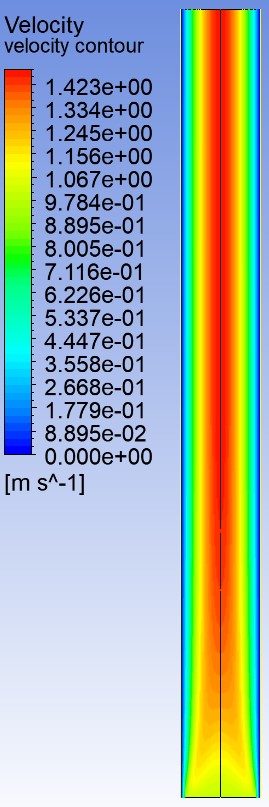 Velocity
velocity contour
1.423e+00
1.334e+00
1.245e+00
1.156e+00
1.067e+00
9.784e-01
8.895e-01
8.005e-01
7.116e-01
6.226e-01
5.337e-01
4.447e-01
3.558e-01
2.668e-01
1.779e-01
8.895e-02
0.000e+00
[m s^-1]